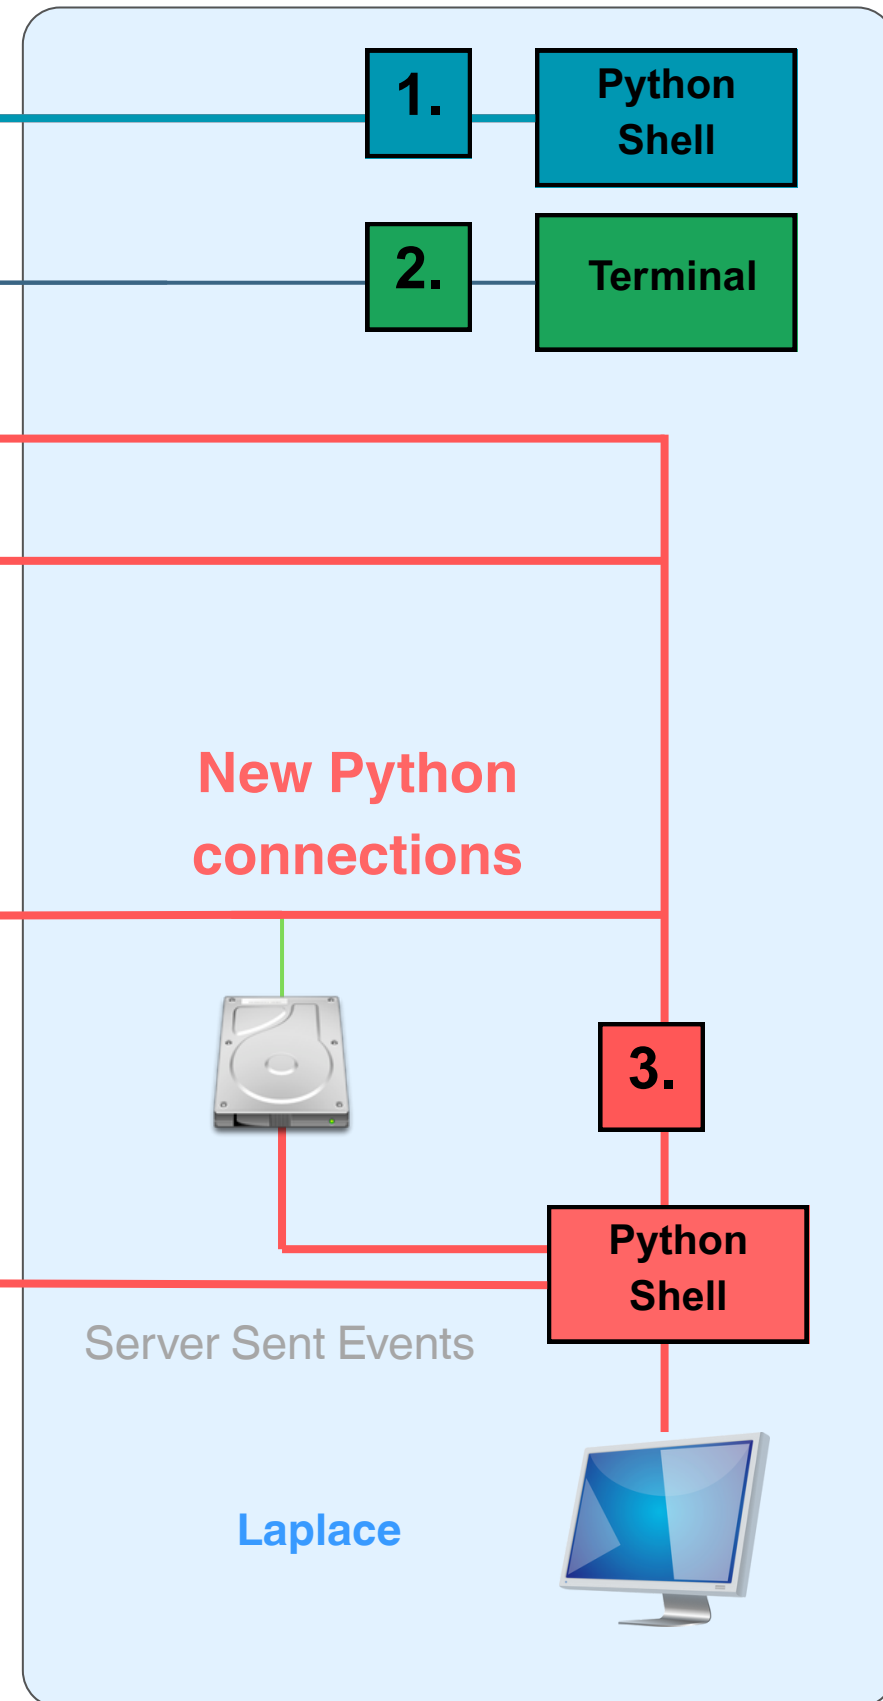 1.
Python
Shell
2.
Terminal
New Python
connections
3.
Python
Shell
Server Sent Events
Laplace